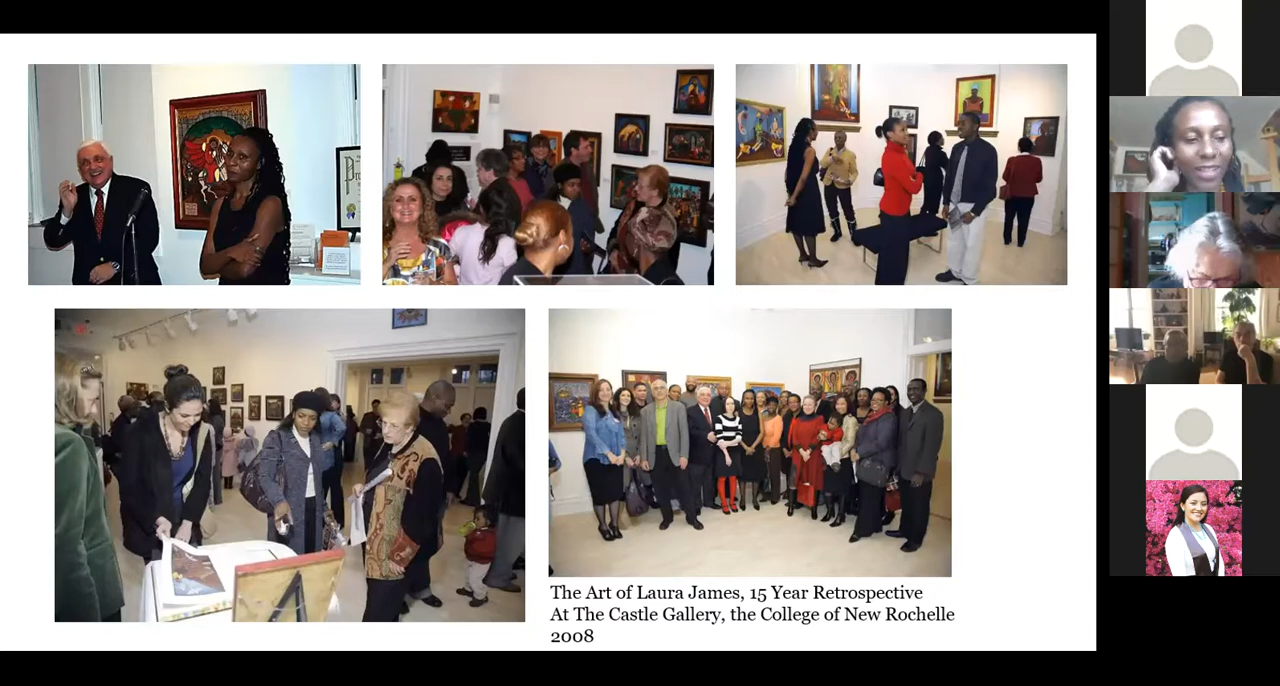 The Art of Laura James, 15 Year Retrospective
At The Castle Gallery, the College of New Rochelle
2008